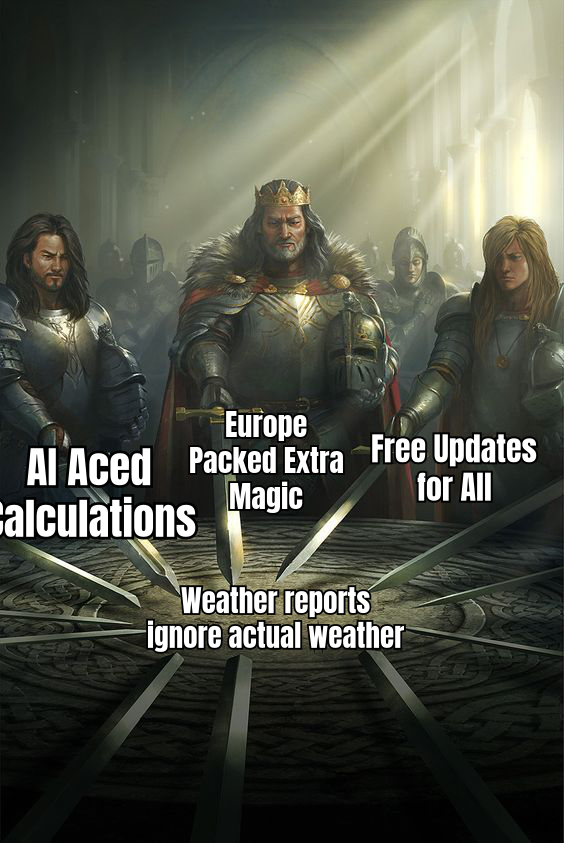 AI Aced
Calculations
Europe
Packed Extra
Magic
Free Updates
for All
Weather reports
ignore actual weather